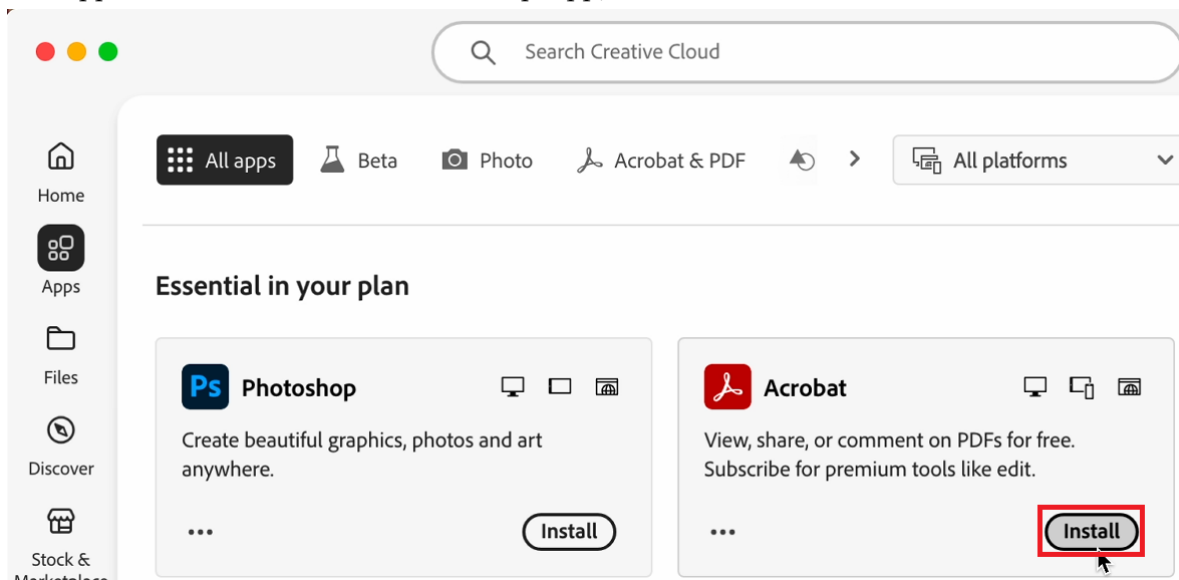 Search Creative Cloud
All apps
Beta
Photo
Acrobat & PDF
All platforms
Home
Apps
Files
Discover
Stock &
Essential in your plan
Ps Photoshop
Create beautiful graphics, photos and art
anywhere.
Install
Acrobat
View, share, or comment on PDFs for free.
Subscribe for premium tools like edit.
Install